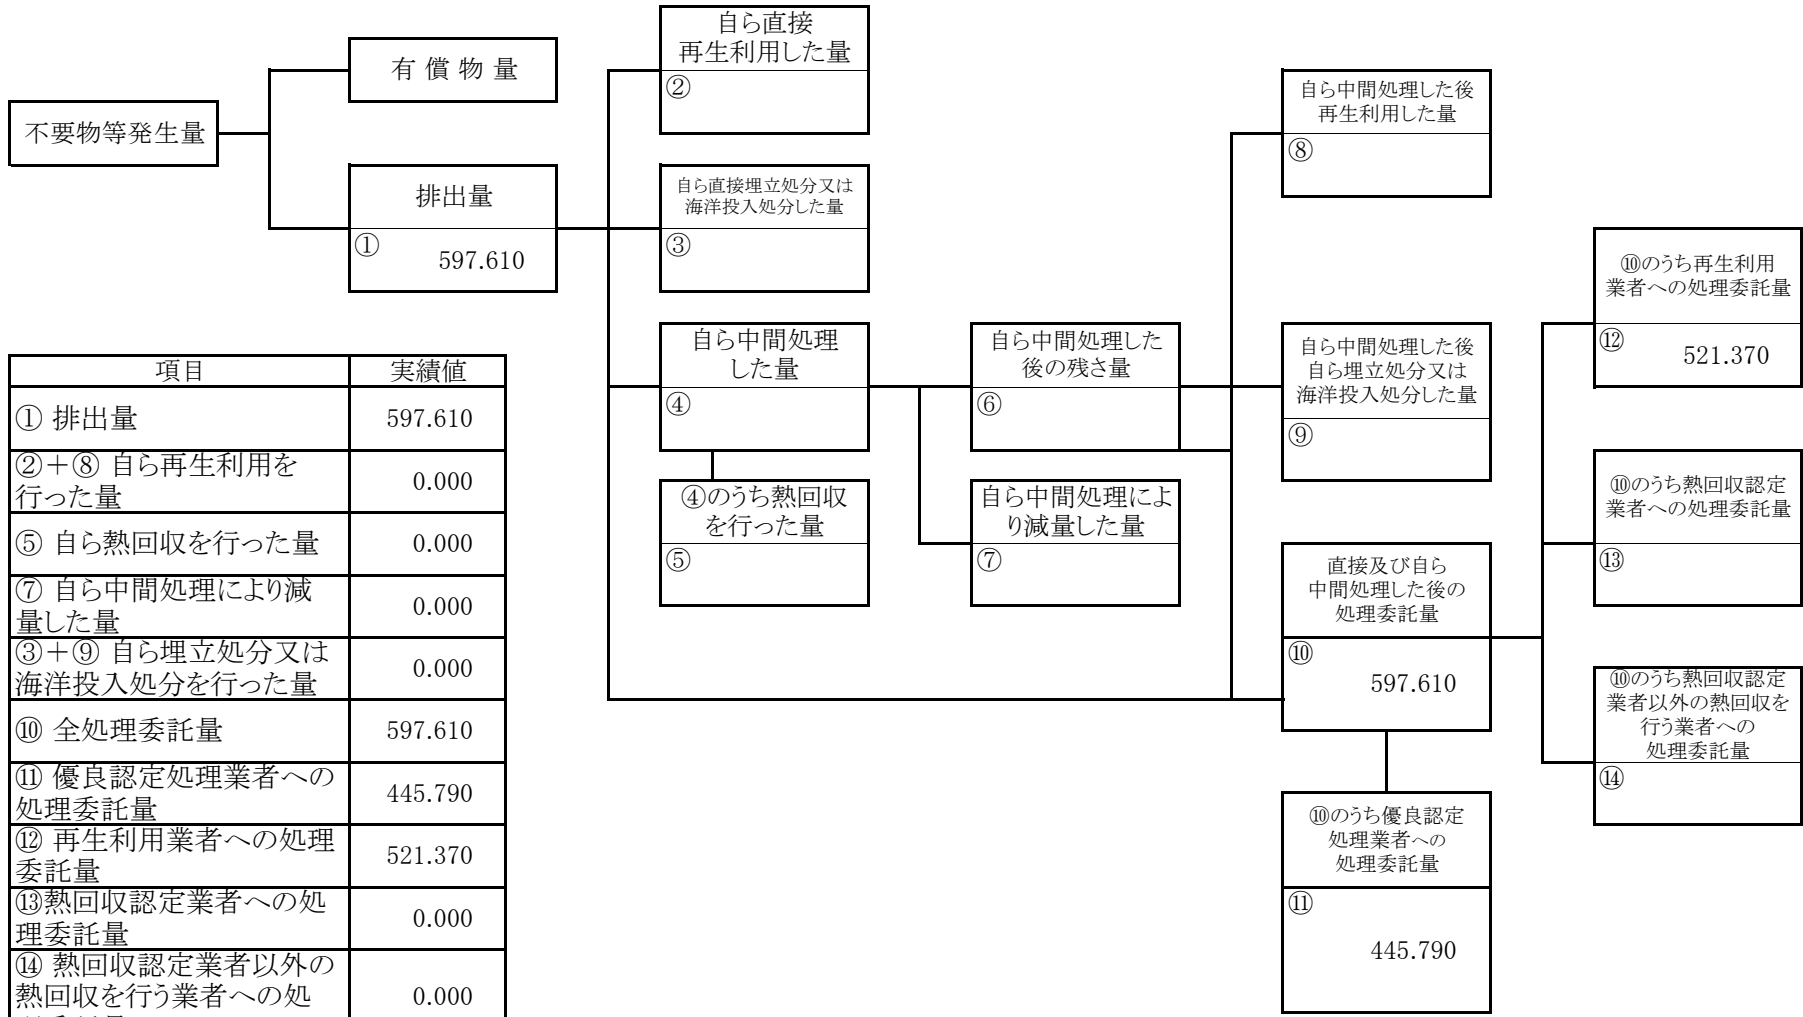 不要物等発生量
有 償 物 量
排出量
①
597.610
自ら直接
再生利用した量
②
自ら直接埋立処分又は
海洋投入処分した量
③
自ら中間処理
した量
④
④のうち熱回収
を行った量
⑤
自ら中間処理した
後の残さ量
⑥
自ら中間処理によ
り減量した量
⑦
自ら中間処理した後
再生利用した量
⑧
自ら中間処理した後
自ら埋立処分又は
海洋投入処分した量
⑨
直接及び自ら
中間処理した後の
処理委託量
⑩
597.610
⑩のうち優良認定
処理業者への
処理委託量
⑪
445.790
⑩のうち再生利用
業者への処理委託量
⑫
521.370
⑩のうち熱回収認定
業者への処理委託量
⑬
⑩のうち熱回収認定
業者以外の熱回収を
行う業者への
処理委託量
⑭
項目 実績値
① 排出量 597.610
②＋⑧ 自ら再生利用を
行った量 0.000
⑤ 自ら熱回収を行った量 0.000
⑦ 自ら中間処理により減
量した量 0.000
③＋⑨ 自ら埋立処分又は
海洋投入処分を行った量 0.000
⑩ 全処理委託量 597.610
⑪ 優良認定処理業者への
処理委託量 445.790
⑫ 再生利用業者への処理
委託量 521.370
⑬熱回収認定業者への処
理委託量 0.000
⑭ 熱回収認定業者以外の
熱回収を行う業者への処 0.000